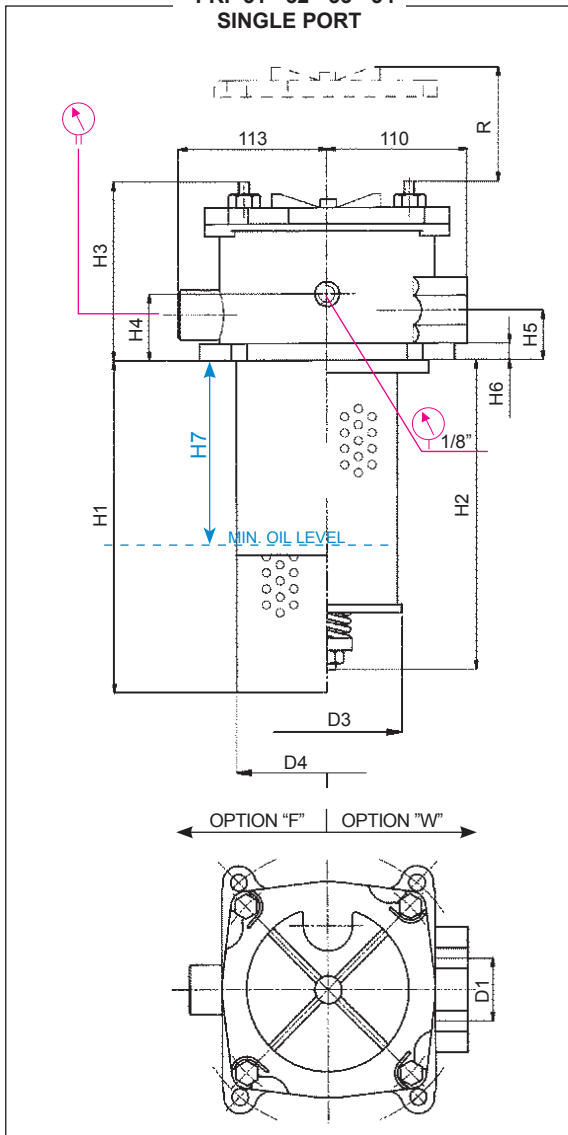 SINGLE PORT
R
113
110
H3
H4
H5
H6
1/8”
H7
H1
H2
MIN. OIL LEVEL
D3
D4
OPTION “F”
OPTION "W”
D1